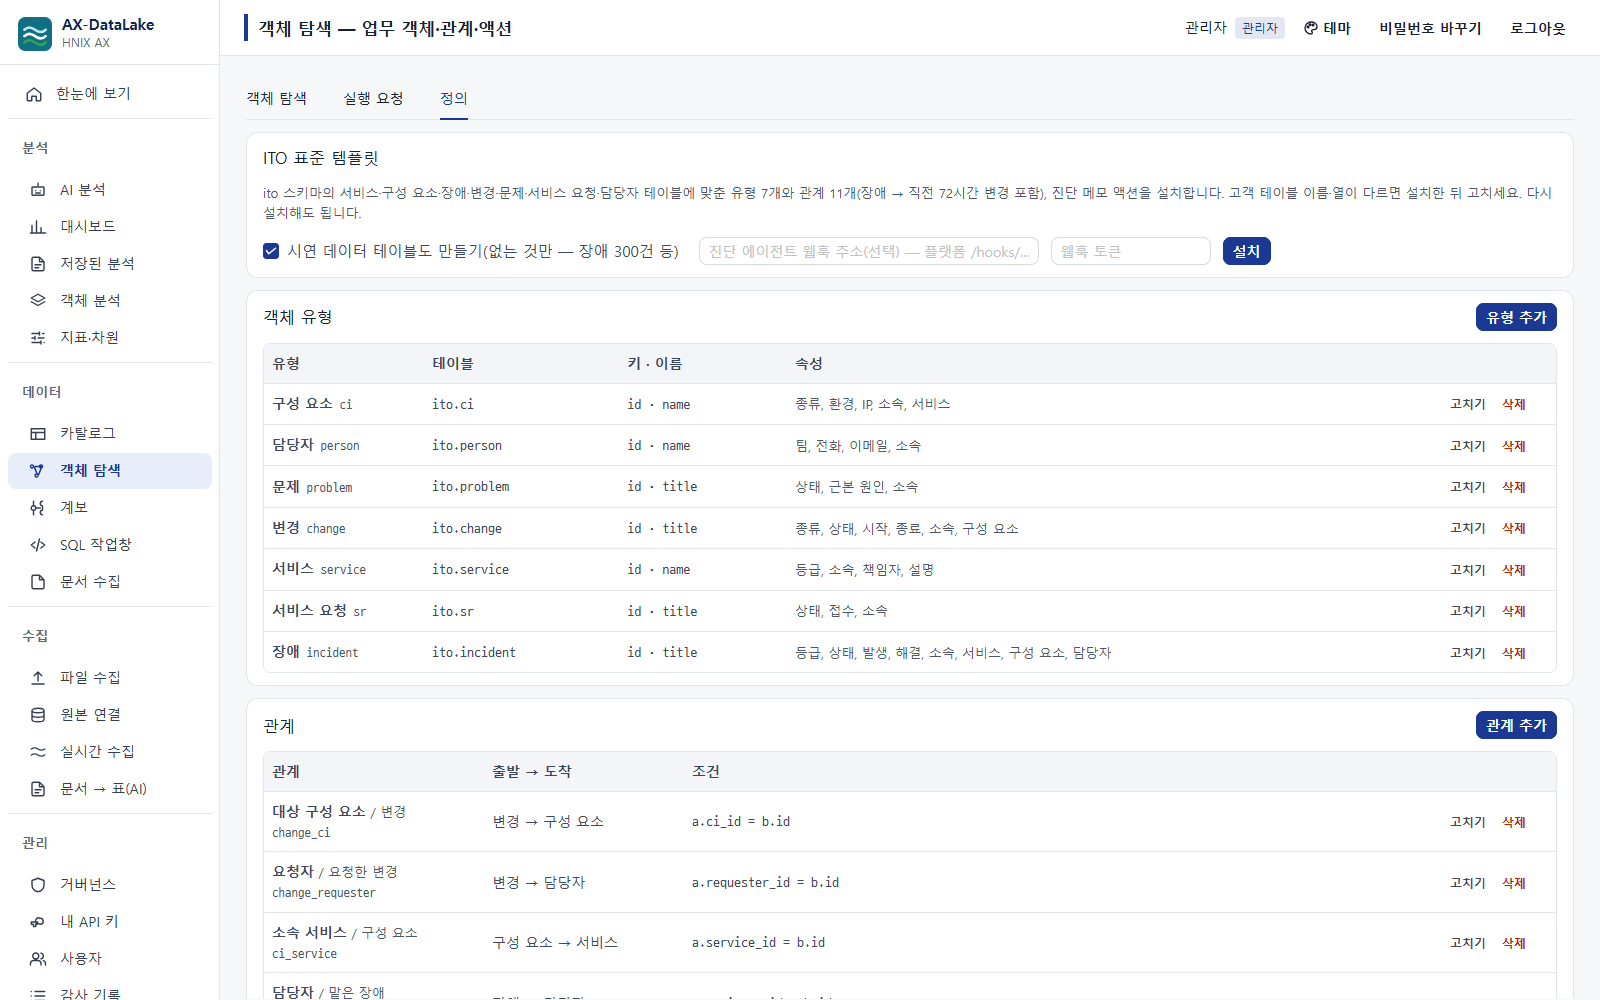 AX-DataLake
HNIX AX
객체 탐색 — 업무 객체·관계·액션
관리자 관리자 테마 비밀번호 바꾸기 로그아웃
한눈에 보기
분석
AI 분석
대시보드
저장된 분석
객체 분석
지표·차원
데이터
카탈로그
객체 탐색
계보
SQL 작업창
문서 수집
수집
파일 수집
원본 연결
실시간 수집
문서 → 표(AI)
관리
거버넌스
내 API 키
사용자
감사 기록
객체 탐색 실행 요청 정의
ITO 표준 템플릿
ito 스키마의 서비스·구성 요소·장애·변경·문제·서비스 요청·담당자 테이블에 맞춘 유형 7개와 관계 11개(장애 → 직전 72시간 변경 포함), 진단 메모 액션을 설치합니다. 고객 테이블 이름·열이 다르면 설치한 뒤 고치세요. 다시
설치해도 됩니다.
시연 데이터 테이블도 만들기(없는 것만 — 장애 300건 등) 진단 에이전트 웹훅 주소(선택) — 플랫폼 /hooks/... 웹훅 토큰 설치
객체 유형 유형 추가
유형 테이블 키 · 이름 속성
구성 요소 ci ito.ci id · name 종류, 환경, IP, 소속, 서비스 고치기 삭제
담당자 person ito.person id · name 팀, 전화, 이메일, 소속 고치기 삭제
문제 problem ito.problem id · title 상태, 근본 원인, 소속 고치기 삭제
변경 change ito.change id · title 종류, 상태, 시작, 종료, 소속, 구성 요소 고치기 삭제
서비스 service ito.service id · name 등급, 소속, 책임자, 설명 고치기 삭제
서비스 요청 sr ito.sr id · title 상태, 접수, 소속 고치기 삭제
장애 incident ito.incident id · title 등급, 상태, 발생, 해결, 소속, 서비스, 구성 요소, 담당자 고치기 삭제
관계 관계 추가
관계 출발 → 도착 조건
대상 구성 요소 / 변경
change_ci 변경 → 구성 요소 a.ci_id = b.id 고치기 삭제
요청자 / 요청한 변경
change_requester 변경 → 담당자 a.requester_id = b.id 고치기 삭제
소속 서비스 / 구성 요소
ci_service 구성 요소 → 서비스 a.service_id = b.id 고치기 삭제
담당자 / 맡은 장애